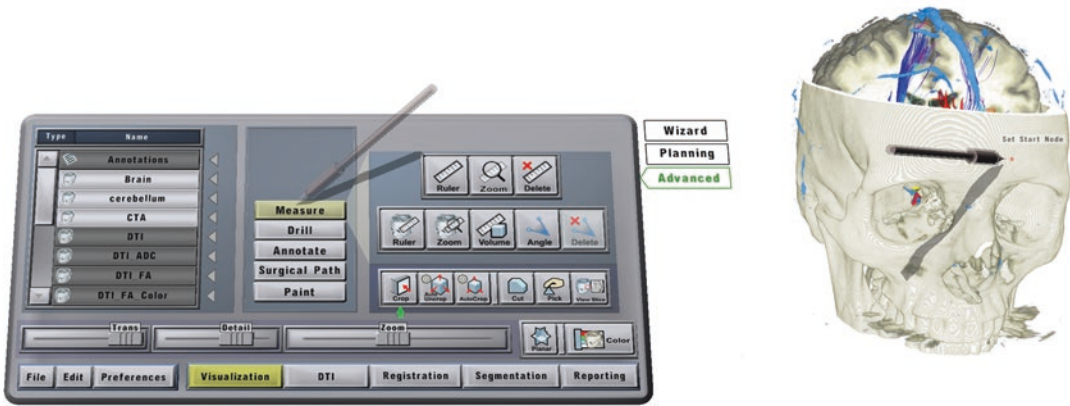 Type Name
Annotations
Brain
cerebellum
CTA
DTI
DTI_ADC
DTI_FA
DTI_FA_Color
Measure
Drill
Annotate
Surgical Path
Paint
Ruler Zoom Delete
Ruler Zoom Volume Angle Delete
Crop Uncrop AutoCrop Cut Pick View Slice
Wizard
Planning
Advanced
Trans Detail Zoom
Planar Color
File Edit Preferences Visualization DTI Registration Segmentation Reporting
Set Start Node